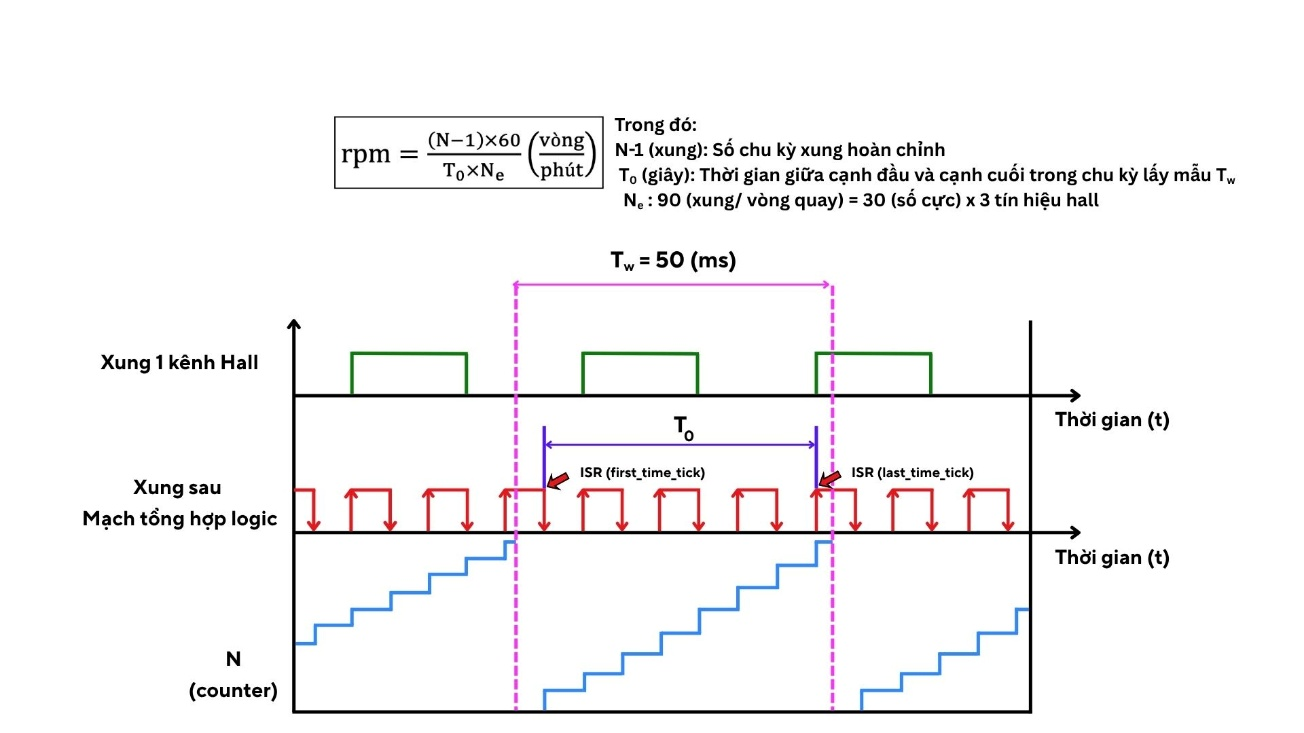 rpm = (N−1)×60 / T₀×Nₑ (vòng/phút)
Trong đó:
N-1 (xung): Số chu kỳ xung hoàn chỉnh
T₀ (giây): Thời gian giữa cạnh đầu và cạnh cuối trong chu kỳ lấy mẫu T_w
Nₑ : 90 (xung/ vòng quay) = 30 (số cực) x 3 tín hiệu hall
T_w = 50 (ms)
Xung 1 kênh Hall
Thời gian (t)
T₀
ISR (first_time_tick)
ISR (last_time_tick)
Xung sau
Mạch tổng hợp logic
Thời gian (t)
N
(counter)